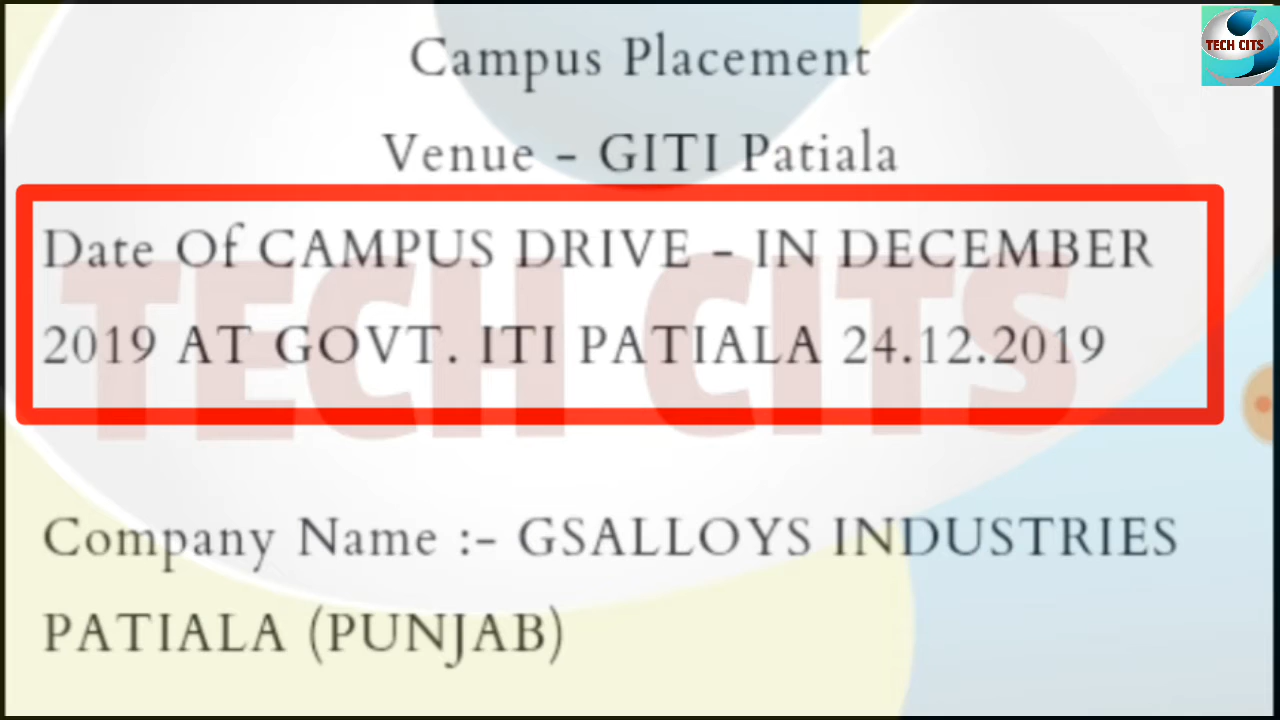 TECH CITS
Campus Placement
Venue - GITI Patiala
Date Of CAMPUS DRIVE - IN DECEMBER
2019 AT GOVT. ITI PATIALA 24.12.2019
TECH CITS
Company Name :- GSALLOYS INDUSTRIES
PATIALA (PUNJAB)